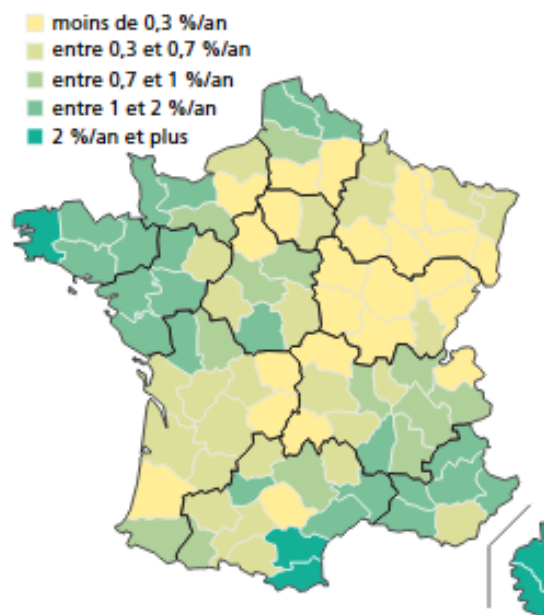 moins de 0,3 %/an
entre 0,3 et 0,7 %/an
entre 0,7 et 1 %/an
entre 1 et 2 %/an
2 %/an et plus